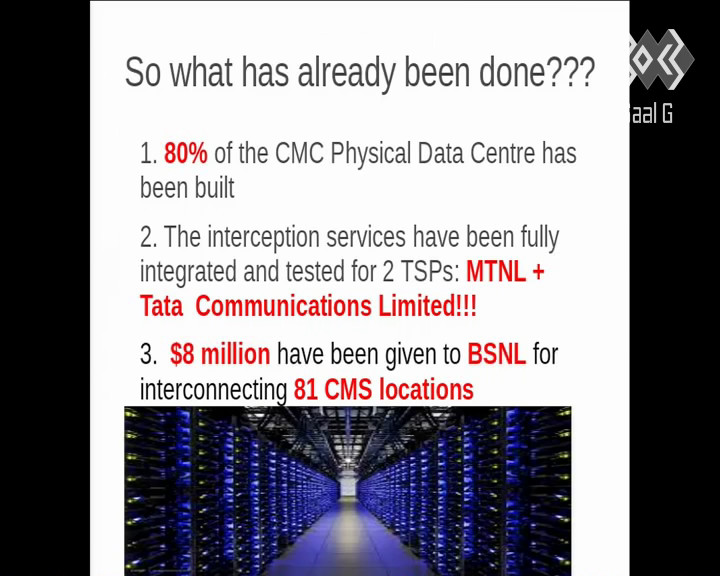 So what has already been done???
1. 80% of the CMC Physical Data Centre has
been built
2. The interception services have been fully
integrated and tested for 2 TSPs: MTNL +
Tata Communications Limited!!!
3. $8 million have been given to BSNL for
interconnecting 81 CMS locations
aal G